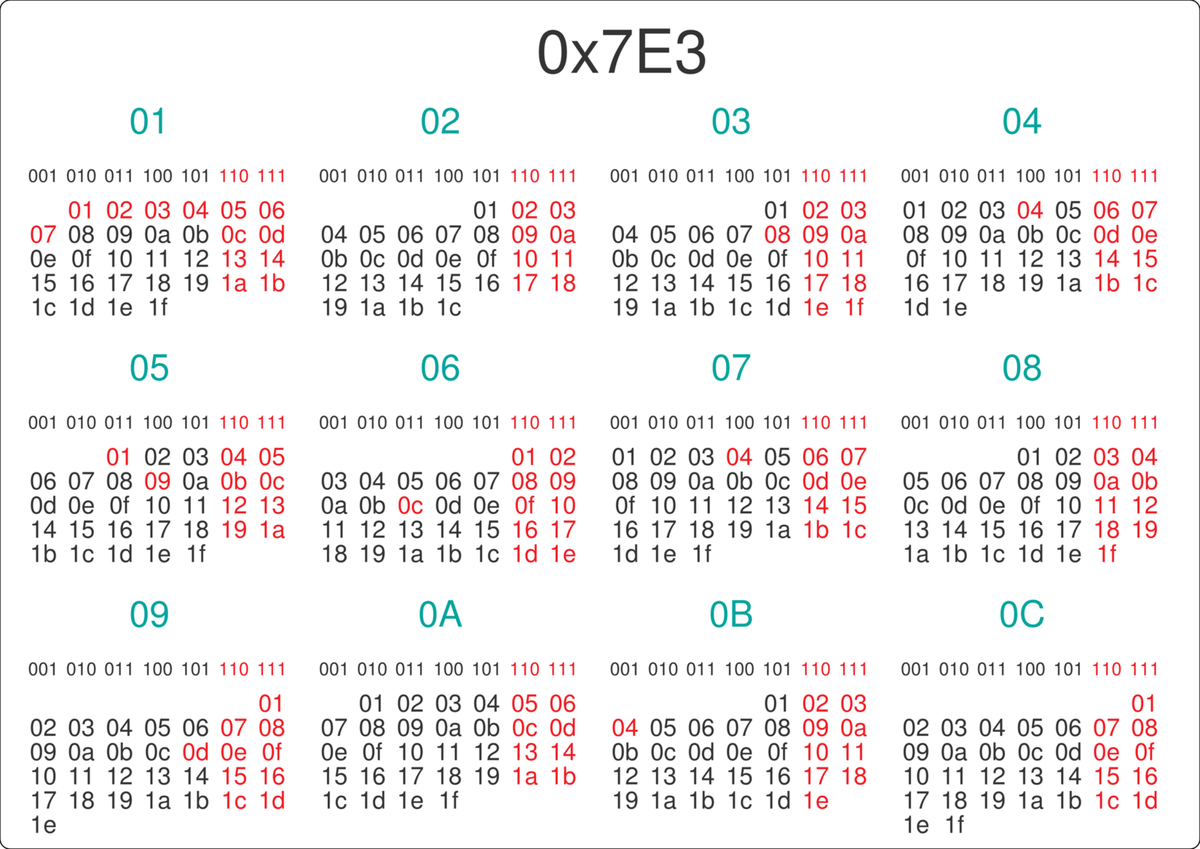 0x7E3
01 02 03 04
001 010 011 100 101 110 111 001 010 011 100 101 110 111 001 010 011 100 101 110 111 001 010 011 100 101 110 111
01 02 03 04 05 06 01 02 03 01 02 03 01 02 03 04 05 06 07
07 08 09 0a 0b 0c 0d 04 05 06 07 08 09 0a 04 05 06 07 08 09 0a 08 09 0a 0b 0c 0d 0e
0e 0f 10 11 12 13 14 0b 0c 0d 0e 0f 10 11 0b 0c 0d 0e 0f 10 11 0f 10 11 12 13 14 15
15 16 17 18 19 1a 1b 12 13 14 15 16 17 18 12 13 14 15 16 17 18 16 17 18 19 1a 1b 1c
1c 1d 1e 1f 19 1a 1b 1c 19 1a 1b 1c 1d 1e 1f 1d 1e
05 06 07 08
001 010 011 100 101 110 111 001 010 011 100 101 110 111 001 010 011 100 101 110 111 001 010 011 100 101 110 111
01 02 03 04 05 01 02 01 02 03 04 05 06 07 01 02 03 04
06 07 08 09 0a 0b 0c 03 04 05 06 07 08 09 08 09 0a 0b 0c 0d 0e 05 06 07 08 09 0a 0b
0d 0e 0f 10 11 12 13 0a 0b 0c 0d 0e 0f 10 0f 10 11 12 13 14 15 0c 0d 0e 0f 10 11 12
14 15 16 17 18 19 1a 11 12 13 14 15 16 17 16 17 18 19 1a 1b 1c 13 14 15 16 17 18 19
1b 1c 1d 1e 1f 18 19 1a 1b 1c 1d 1e 1d 1e 1f 1a 1b 1c 1d 1e 1f
09 0A 0B 0C
001 010 011 100 101 110 111 001 010 011 100 101 110 111 001 010 011 100 101 110 111 001 010 011 100 101 110 111
01 01 02 03 04 05 06 01 02 03 01
02 03 04 05 06 07 08 07 08 09 0a 0b 0c 0d 04 05 06 07 08 09 0a 02 03 04 05 06 07 08
09 0a 0b 0c 0d 0e 0f 0e 0f 10 11 12 13 14 0b 0c 0d 0e 0f 10 11 09 0a 0b 0c 0d 0e 0f
10 11 12 13 14 15 16 15 16 17 18 19 1a 1b 12 13 14 15 16 17 18 10 11 12 13 14 15 16
17 18 19 1a 1b 1c 1d 1c 1d 1e 1f 19 1a 1b 1c 1d 1e 17 18 19 1a 1b 1c 1d
1e 1e 1f